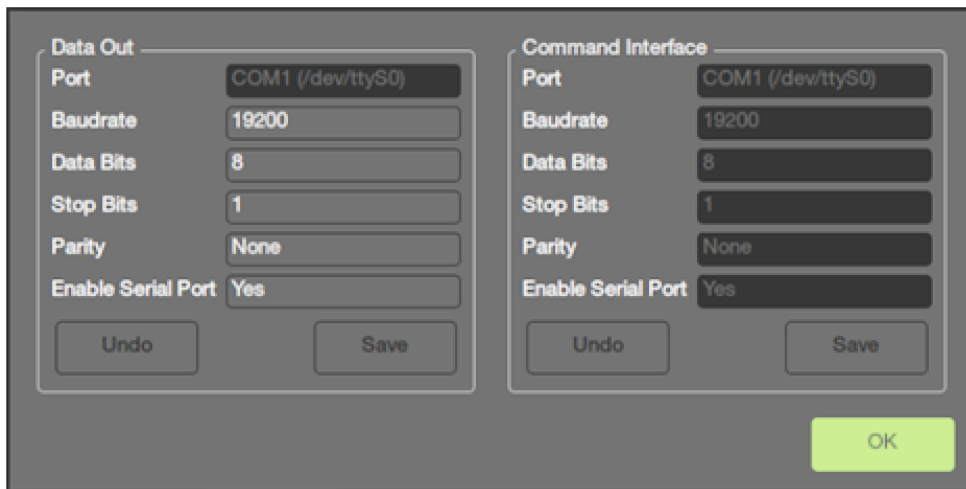 Data Out
Port COM1 (/dev/ttyS0)
Baudrate 19200
Data Bits 8
Stop Bits 1
Parity None
Enable Serial Port Yes
Undo Save
Command Interface
Port COM1 (/dev/ttyS0)
Baudrate 19200
Data Bits 8
Stop Bits 1
Parity None
Enable Serial Port Yes
Undo Save
OK